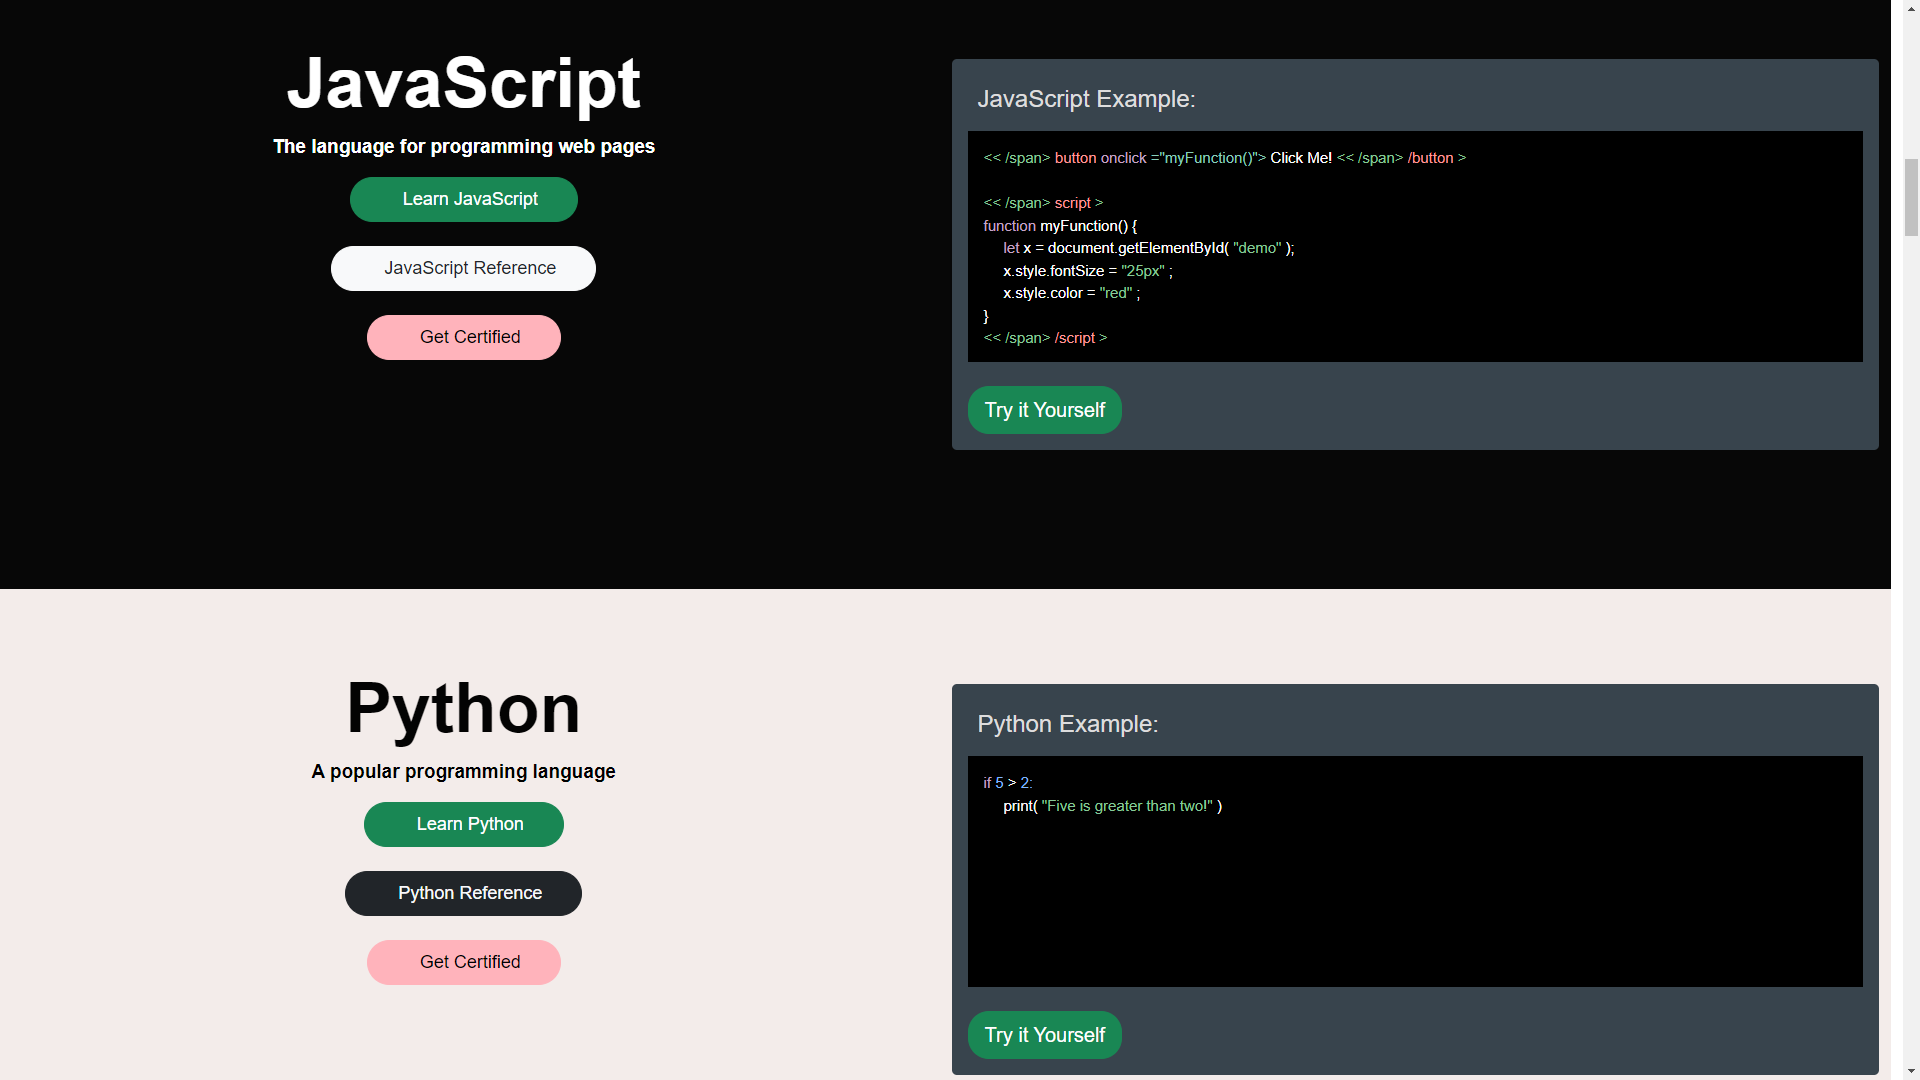 JavaScript
The language for programming web pages
Learn JavaScript
JavaScript Reference
Get Certified
JavaScript Example:
<< /span> button onclick ="myFunction()"> Click Me! << /span> /button >
<< /span> script >
function myFunction() {
let x = document.getElementById( "demo" );
x.style.fontSize = "25px" ;
x.style.color = "red" ;
}
<< /span> /script >
Try it Yourself
Python
A popular programming language
Learn Python
Python Reference
Get Certified
Python Example:
if 5 > 2:
print( "Five is greater than two!" )
Try it Yourself